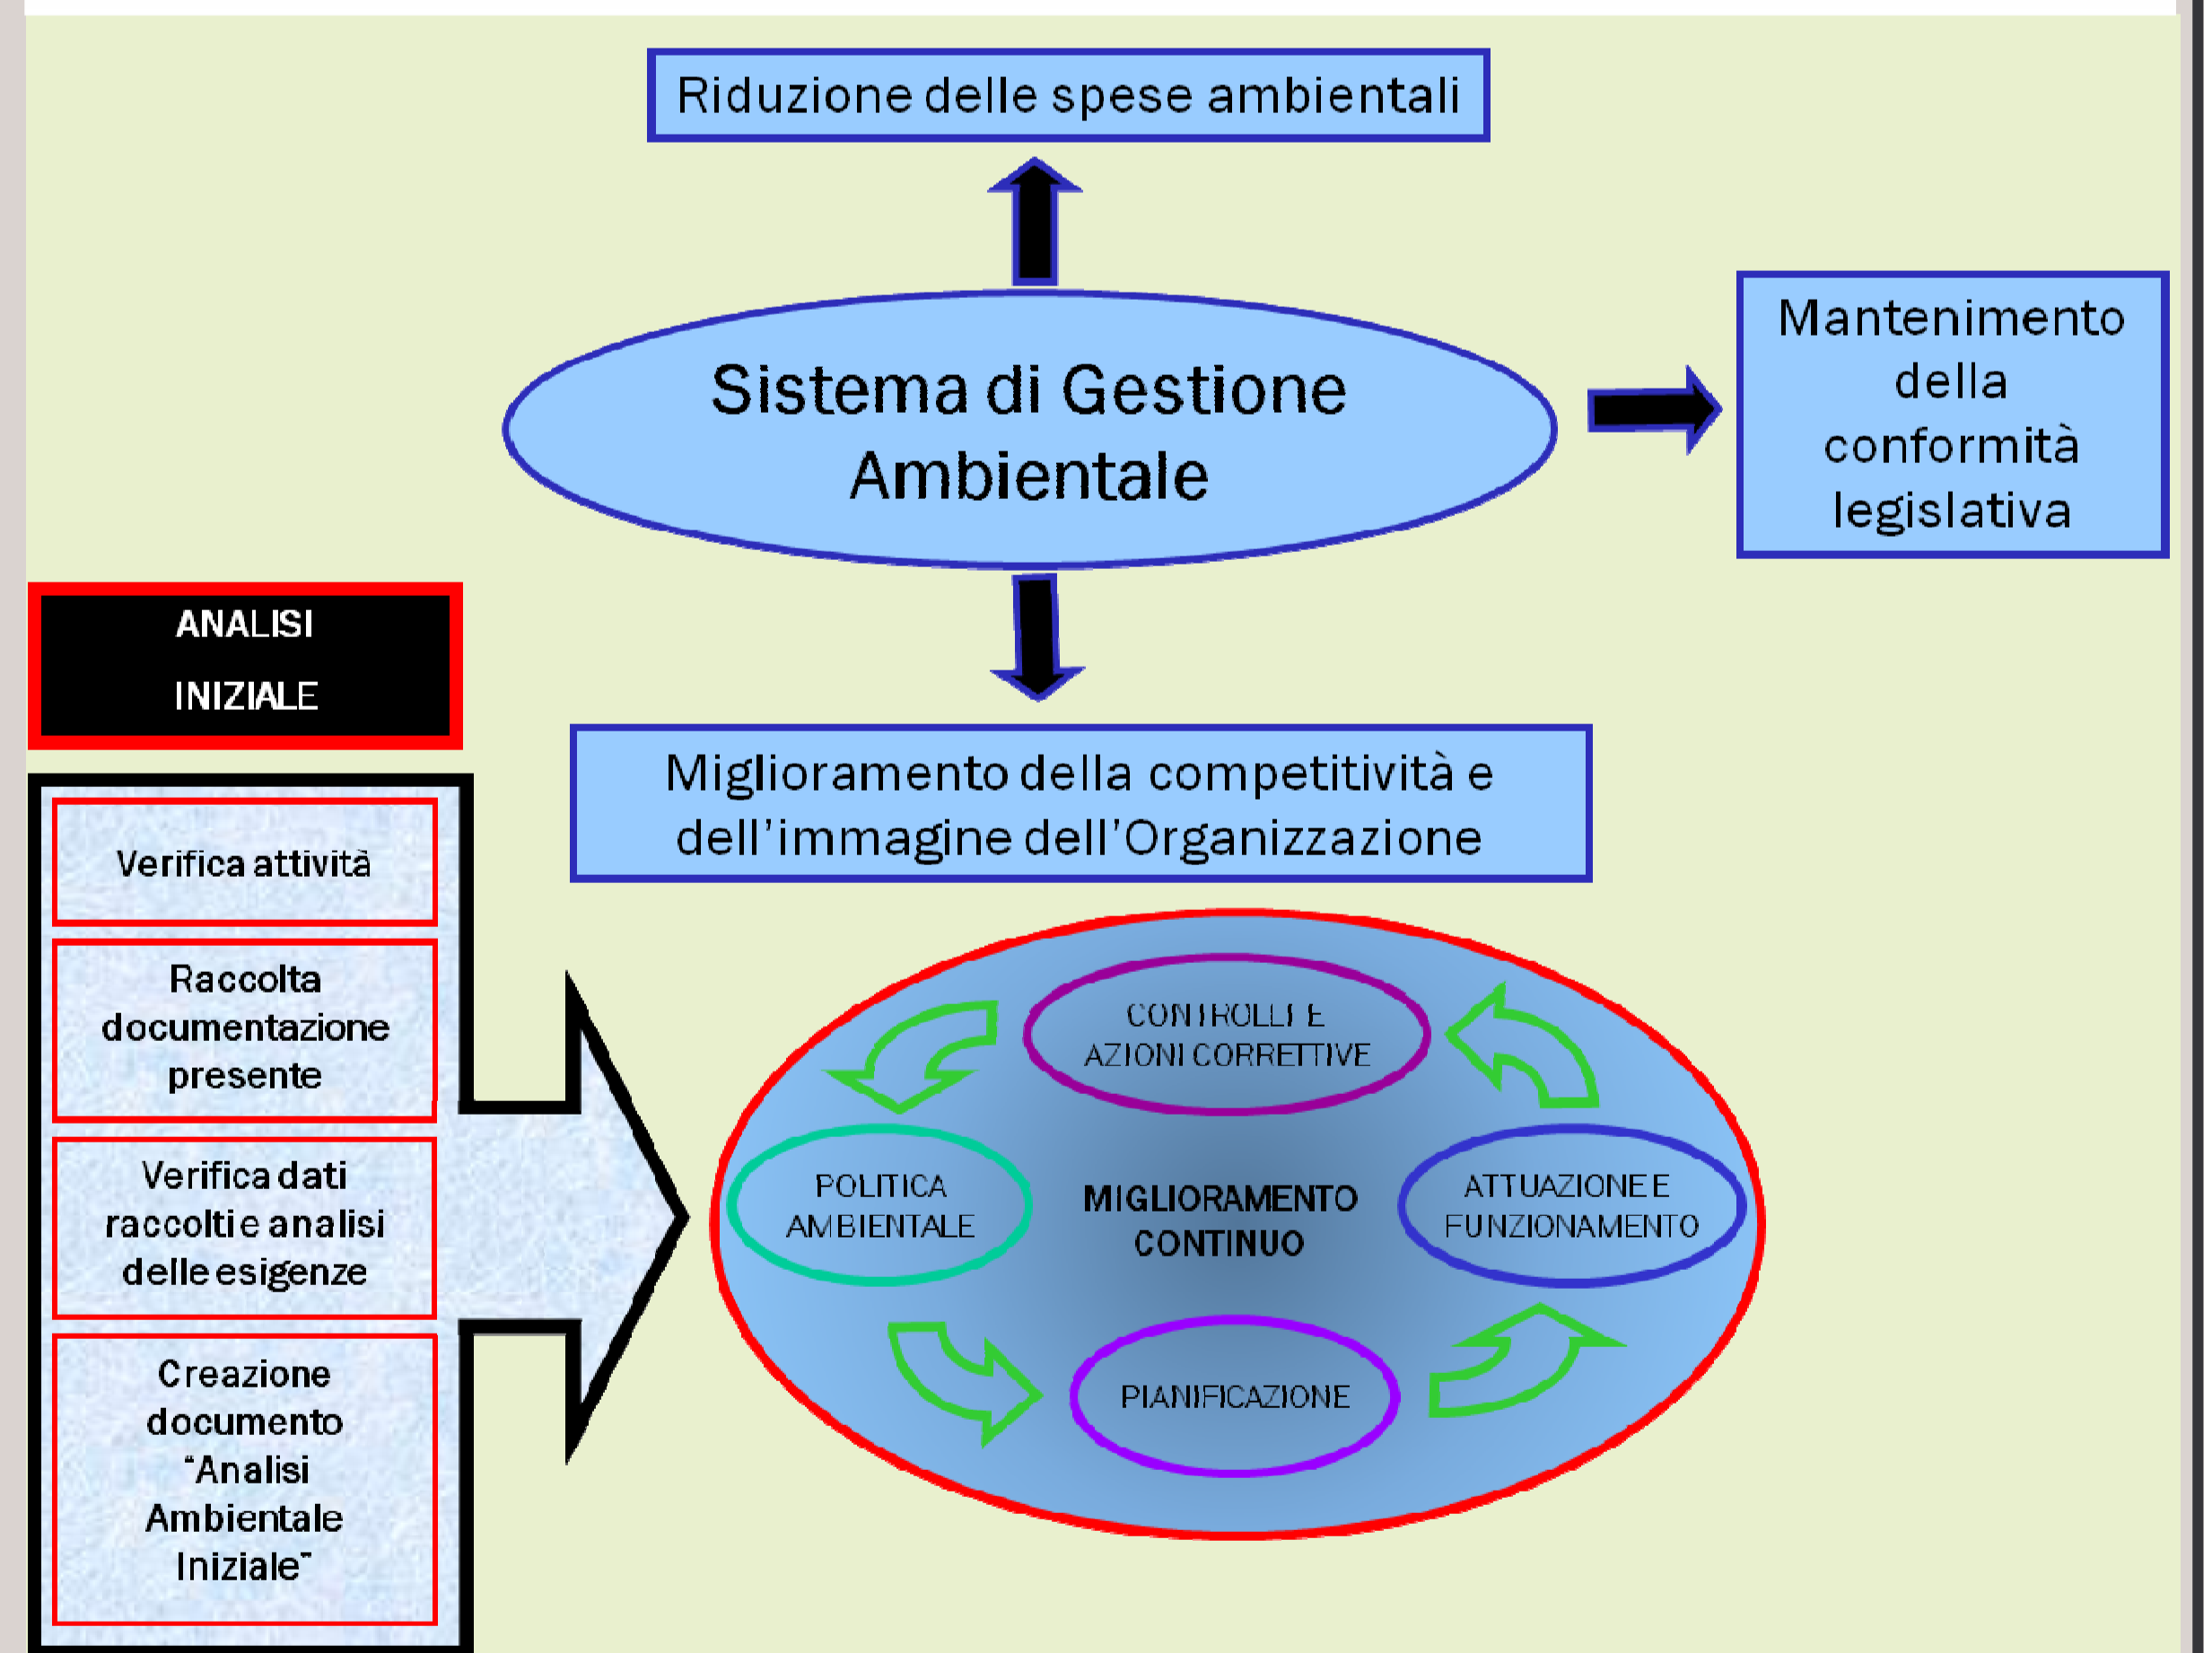 Riduzione delle spese ambientali
Sistema di Gestione
Ambientale
Mantenimento
della
conformità
legislativa
Miglioramento della competitività e
dell'immagine dell'Organizzazione
ANALISI
INIZIALE
Verifica attività
Raccolta
documentazione
presente
Verifica dati
raccolti e analisi
delle esigenze
Creazione
documento
"Analisi
Ambientale
Iniziale"
CONTROLLI E
AZIONI CORRETTIVE
POLITICA
AMBIENTALE
MIGLIORAMENTO
CONTINUO
ATTUAZIONE E
FUNZIONAMENTO
PIANIFICAZIONE